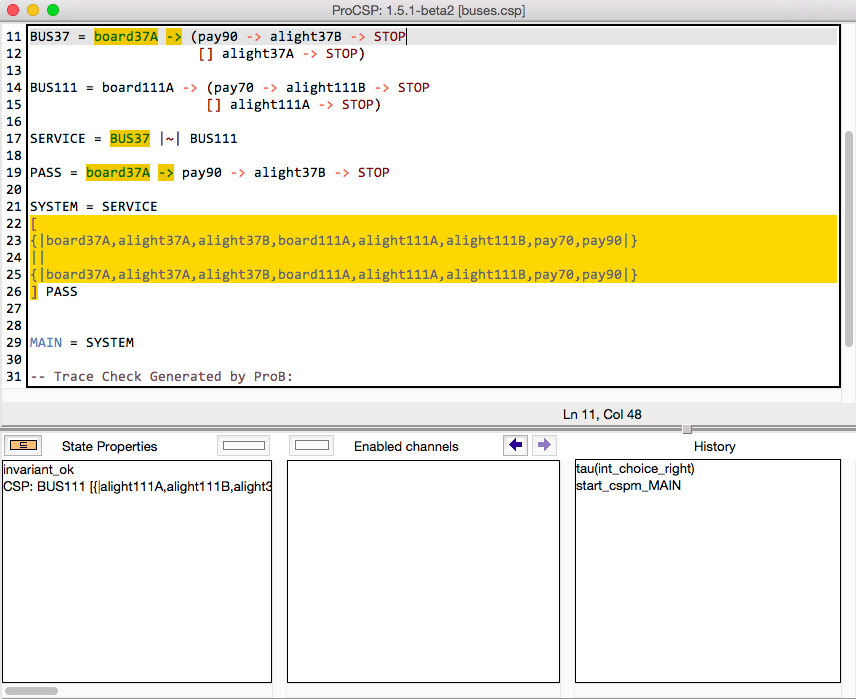 ProCSP: 1.5.1-beta2 [buses.csp]
11 BUS37 = board37A -> (pay90 -> alight37B -> STOP
12 [] alight37A -> STOP)
13
14 BUS111 = board111A -> (pay70 -> alight111B -> STOP
15 [] alight111A -> STOP)
16
17 SERVICE = BUS37 |~| BUS111
18
19 PASS = board37A -> pay90 -> alight37B -> STOP
20
21 SYSTEM = SERVICE
22 [
23 {|board37A,alight37A,alight37B,board111A,alight111A,alight111B,pay70,pay90|}
24 ||
25 {|board37A,alight37A,alight37B,board111A,alight111A,alight111B,pay70,pay90|}
26 ] PASS
27
28
29 MAIN = SYSTEM
30
31 -- Trace Check Generated by ProB:
Ln 11, Col 48
State Properties
Enabled channels
History
invariant_ok
CSP: BUS111 [{|alight111A,alight111B,alight3
tau(int_choice_right)
start_cspm_MAIN